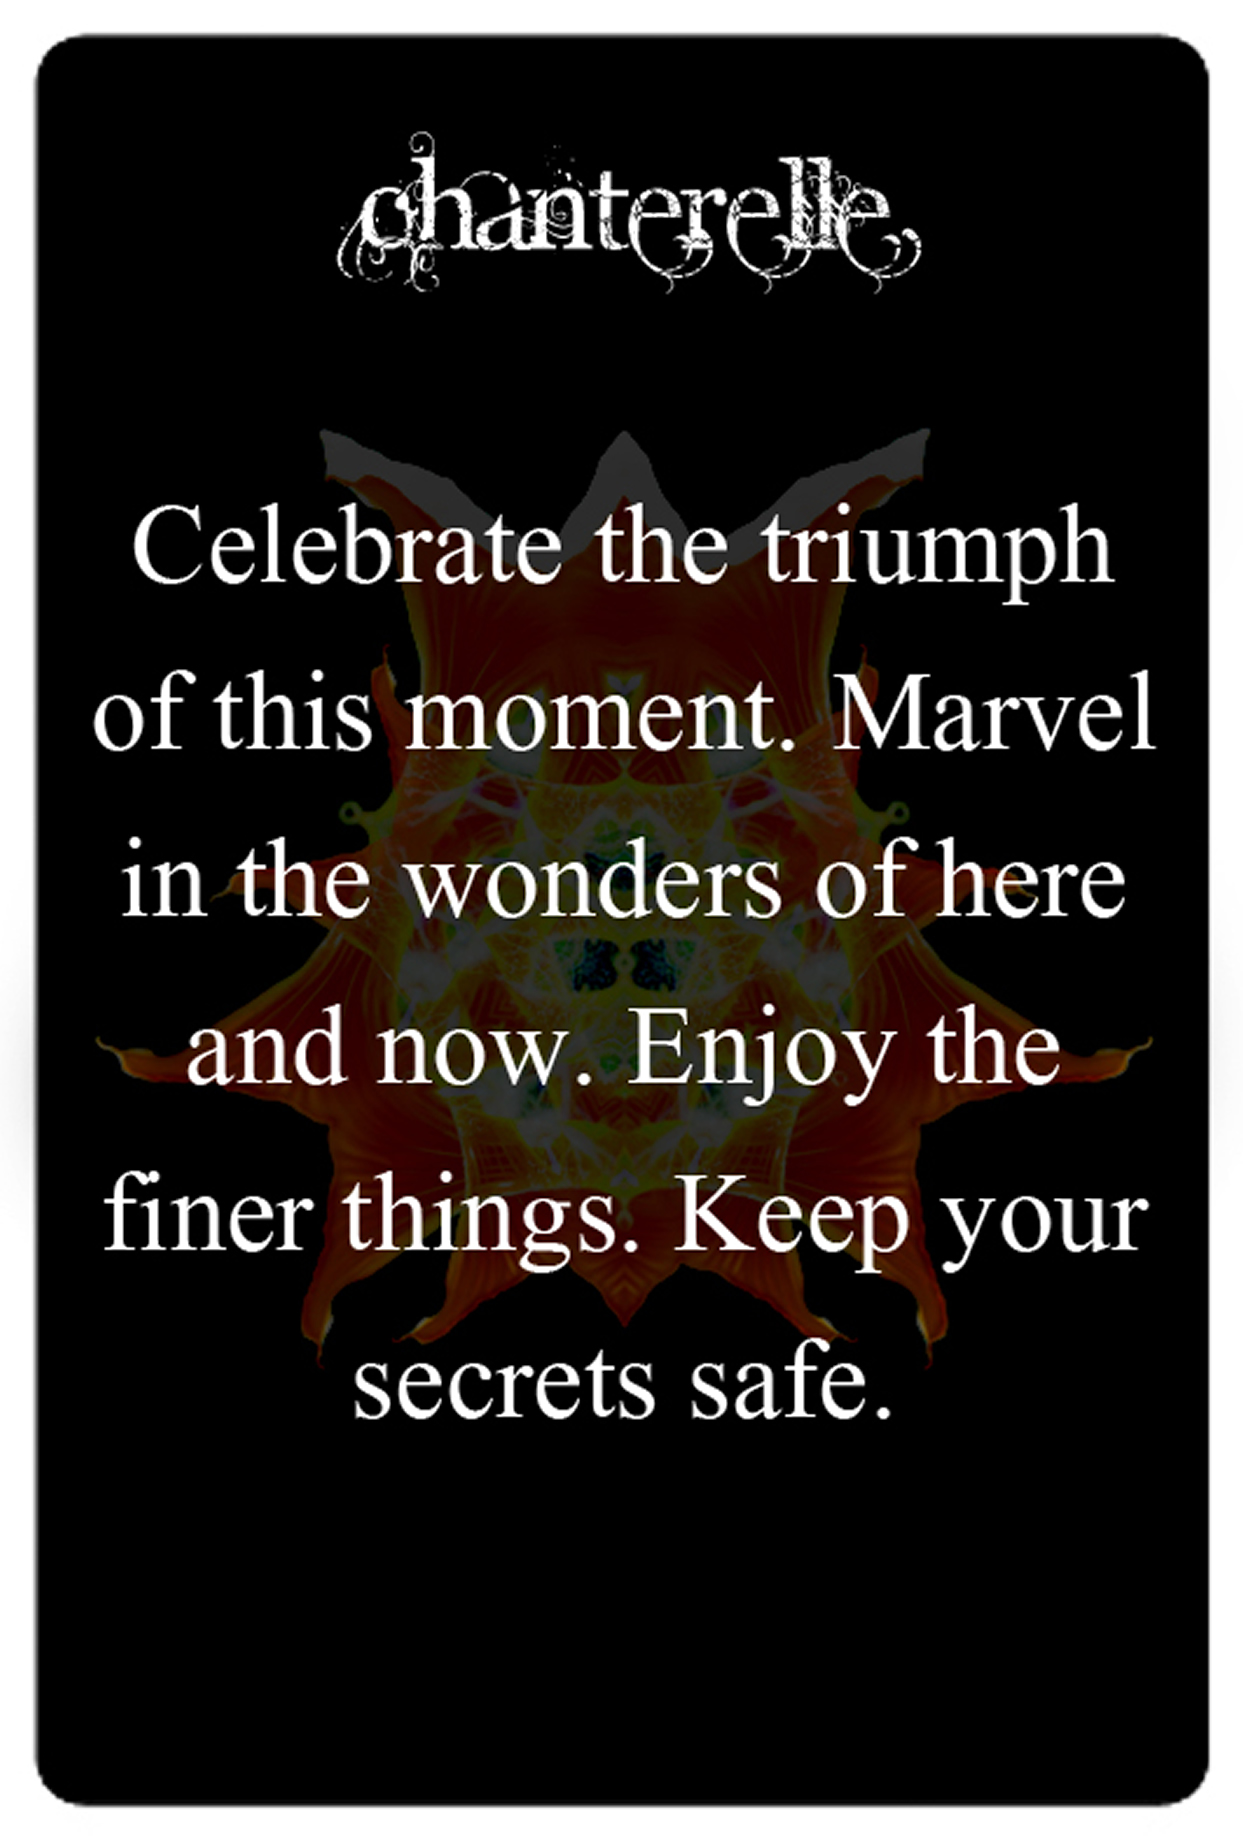 chanterelle
Celebrate the triumph
of this moment. Marvel
in the wonders of here
and now. Enjoy the
finer things. Keep your
secrets safe.